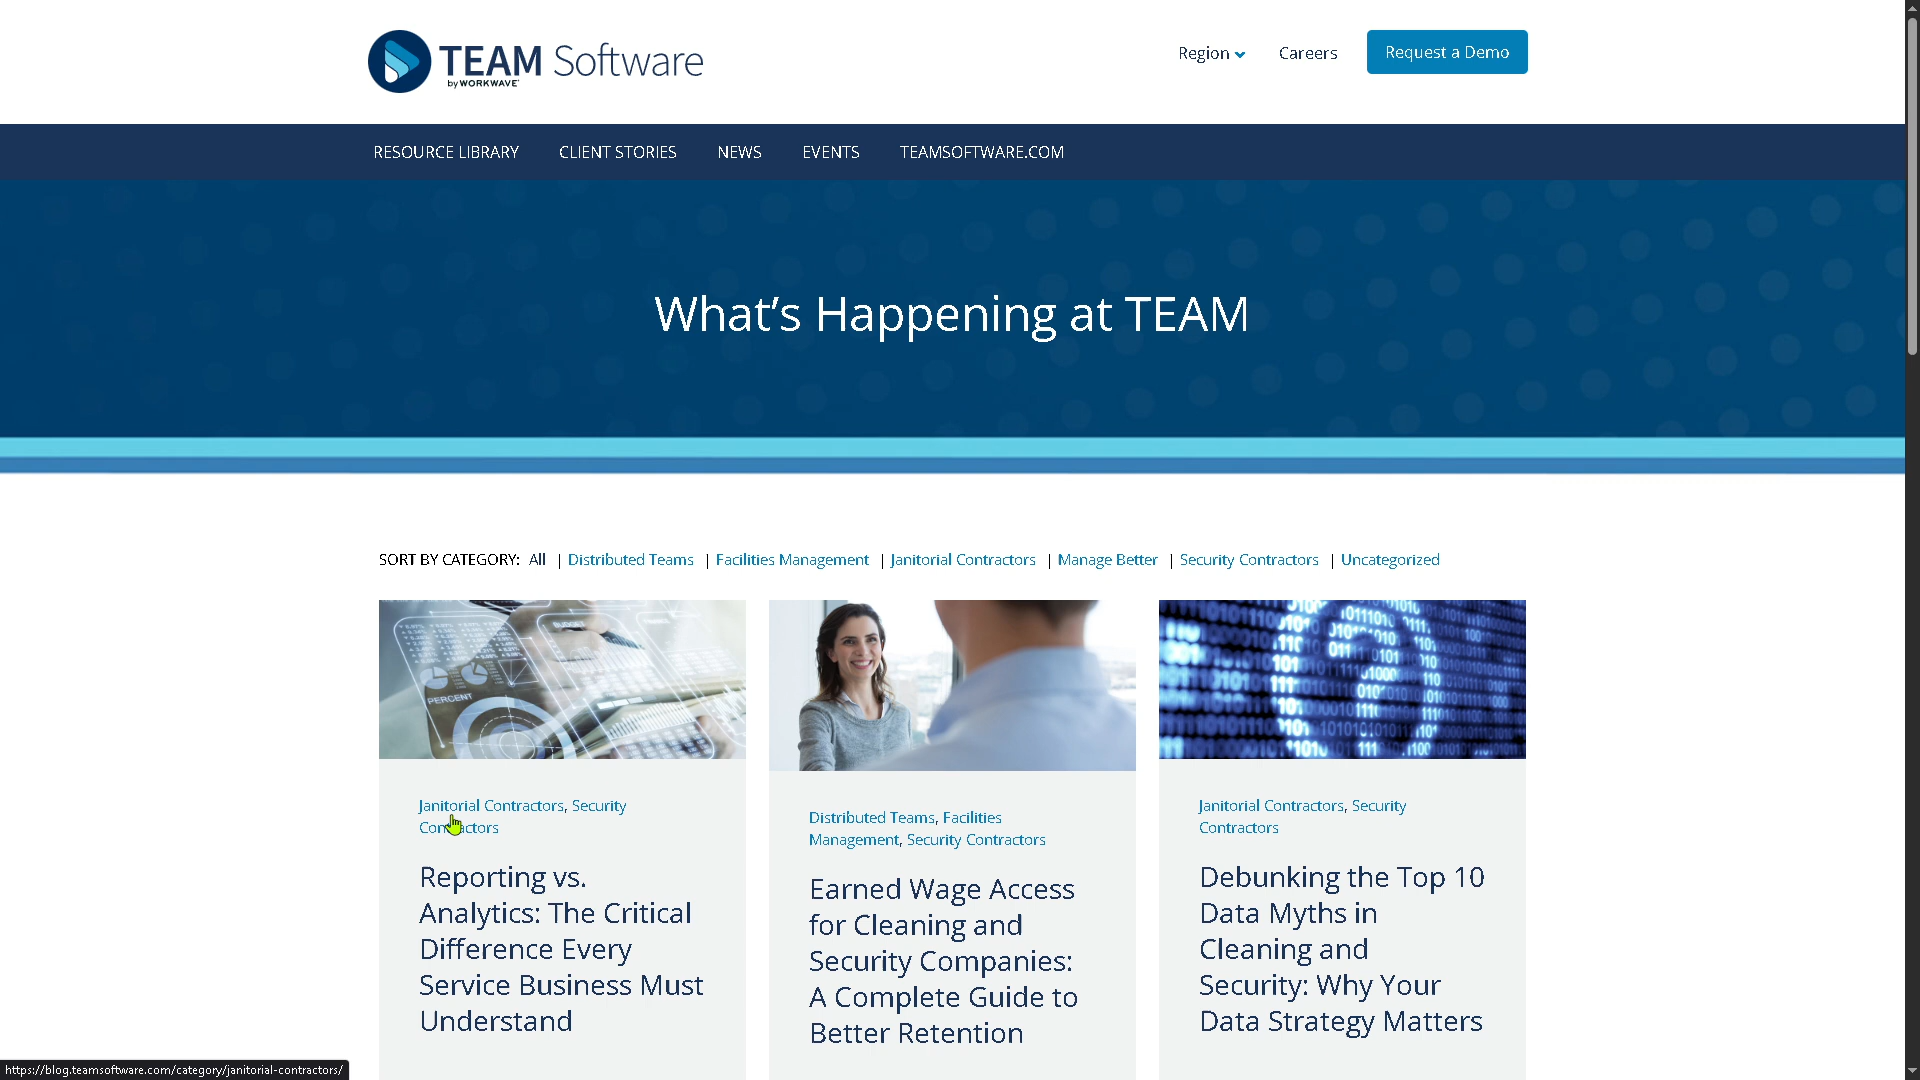 TEAM Software
by WORKWAVE
Region
Careers
Request a Demo
RESOURCE LIBRARY
CLIENT STORIES
NEWS
EVENTS
TEAMSOFTWARE.COM
What’s Happening at TEAM
SORT BY CATEGORY: All | Distributed Teams | Facilities Management | Janitorial Contractors | Manage Better | Security Contractors | Uncategorized
BUDGET
PERCENT
Janitorial Contractors, Security
Contractors
Reporting vs.
Analytics: The Critical
Difference Every
Service Business Must
Understand
Distributed Teams, Facilities
Management, Security Contractors
Earned Wage Access
for Cleaning and
Security Companies:
A Complete Guide to
Better Retention
Janitorial Contractors, Security
Contractors
Debunking the Top 10
Data Myths in
Cleaning and
Security: Why Your
Data Strategy Matters
https://blog.teamsoftware.com/category/janitorial-contractors/